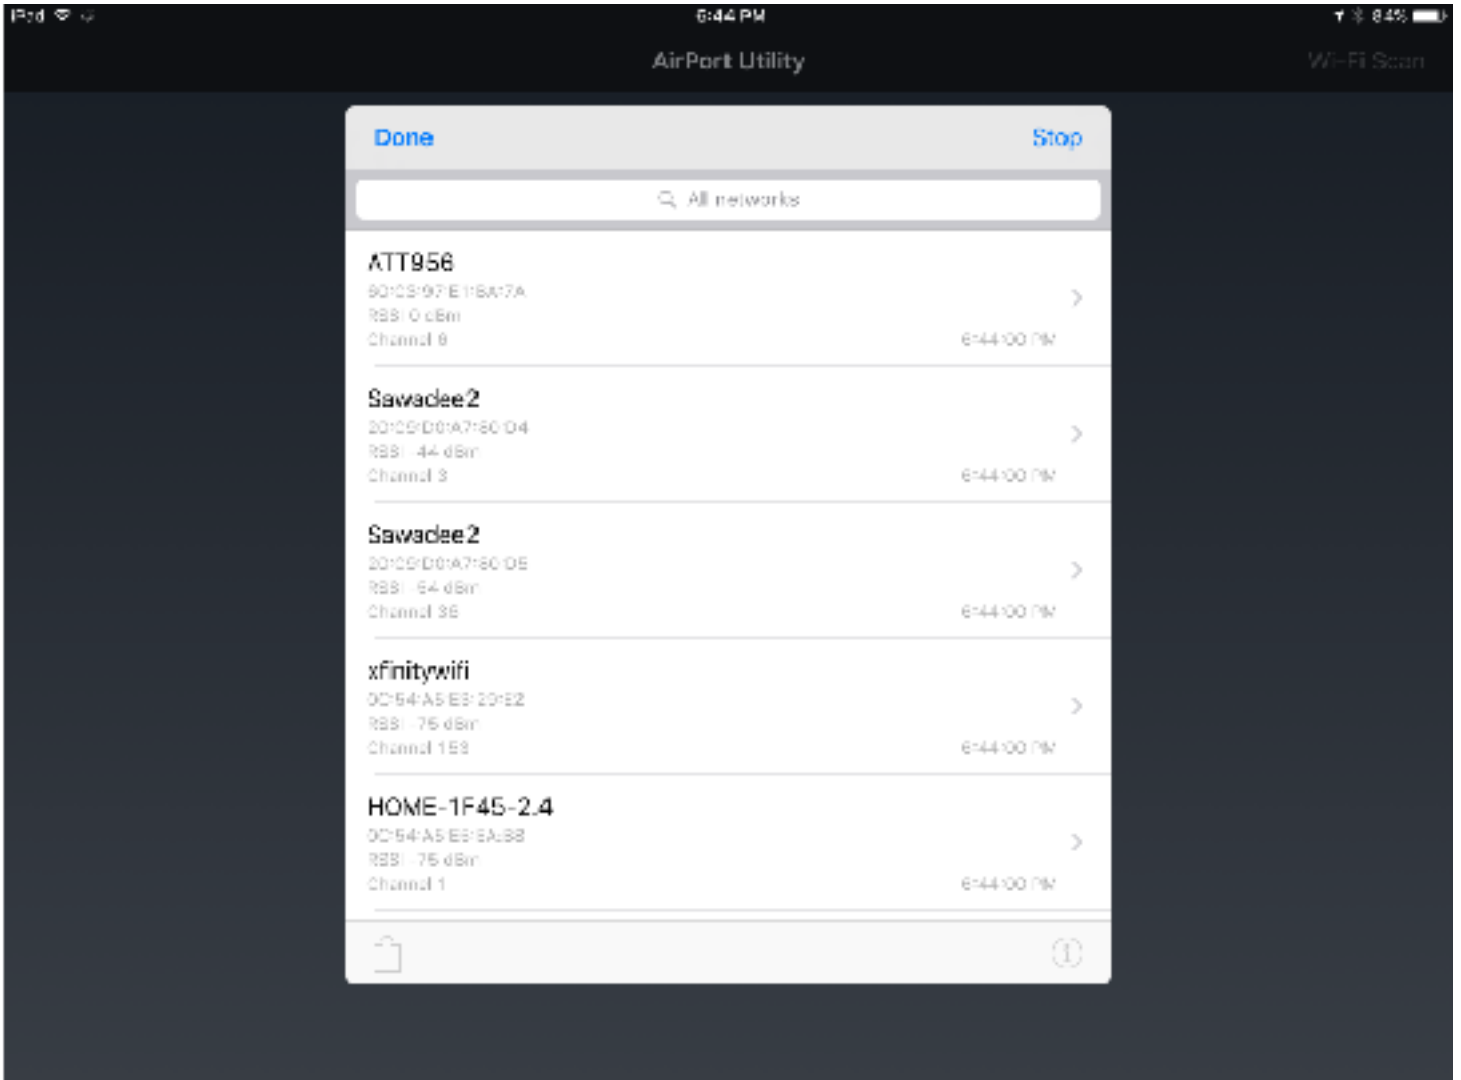 iPad
6:44 PM
84%
AirPort Utility
Wi-Fi Scan
Done
Stop
All networks
ATT956
RSSI 0 dBm
Channel 6
6:44:00 PM
Sawadee2
RSSI -44 dBm
Channel 3
6:44:00 PM
Sawadee2
RSSI -54 dBm
Channel 36
6:44:00 PM
xfinitywifi
RSSI -75 dBm
Channel 153
6:44:00 PM
HOME-1F45-2.4
RSSI -75 dBm
Channel 1
6:44:00 PM